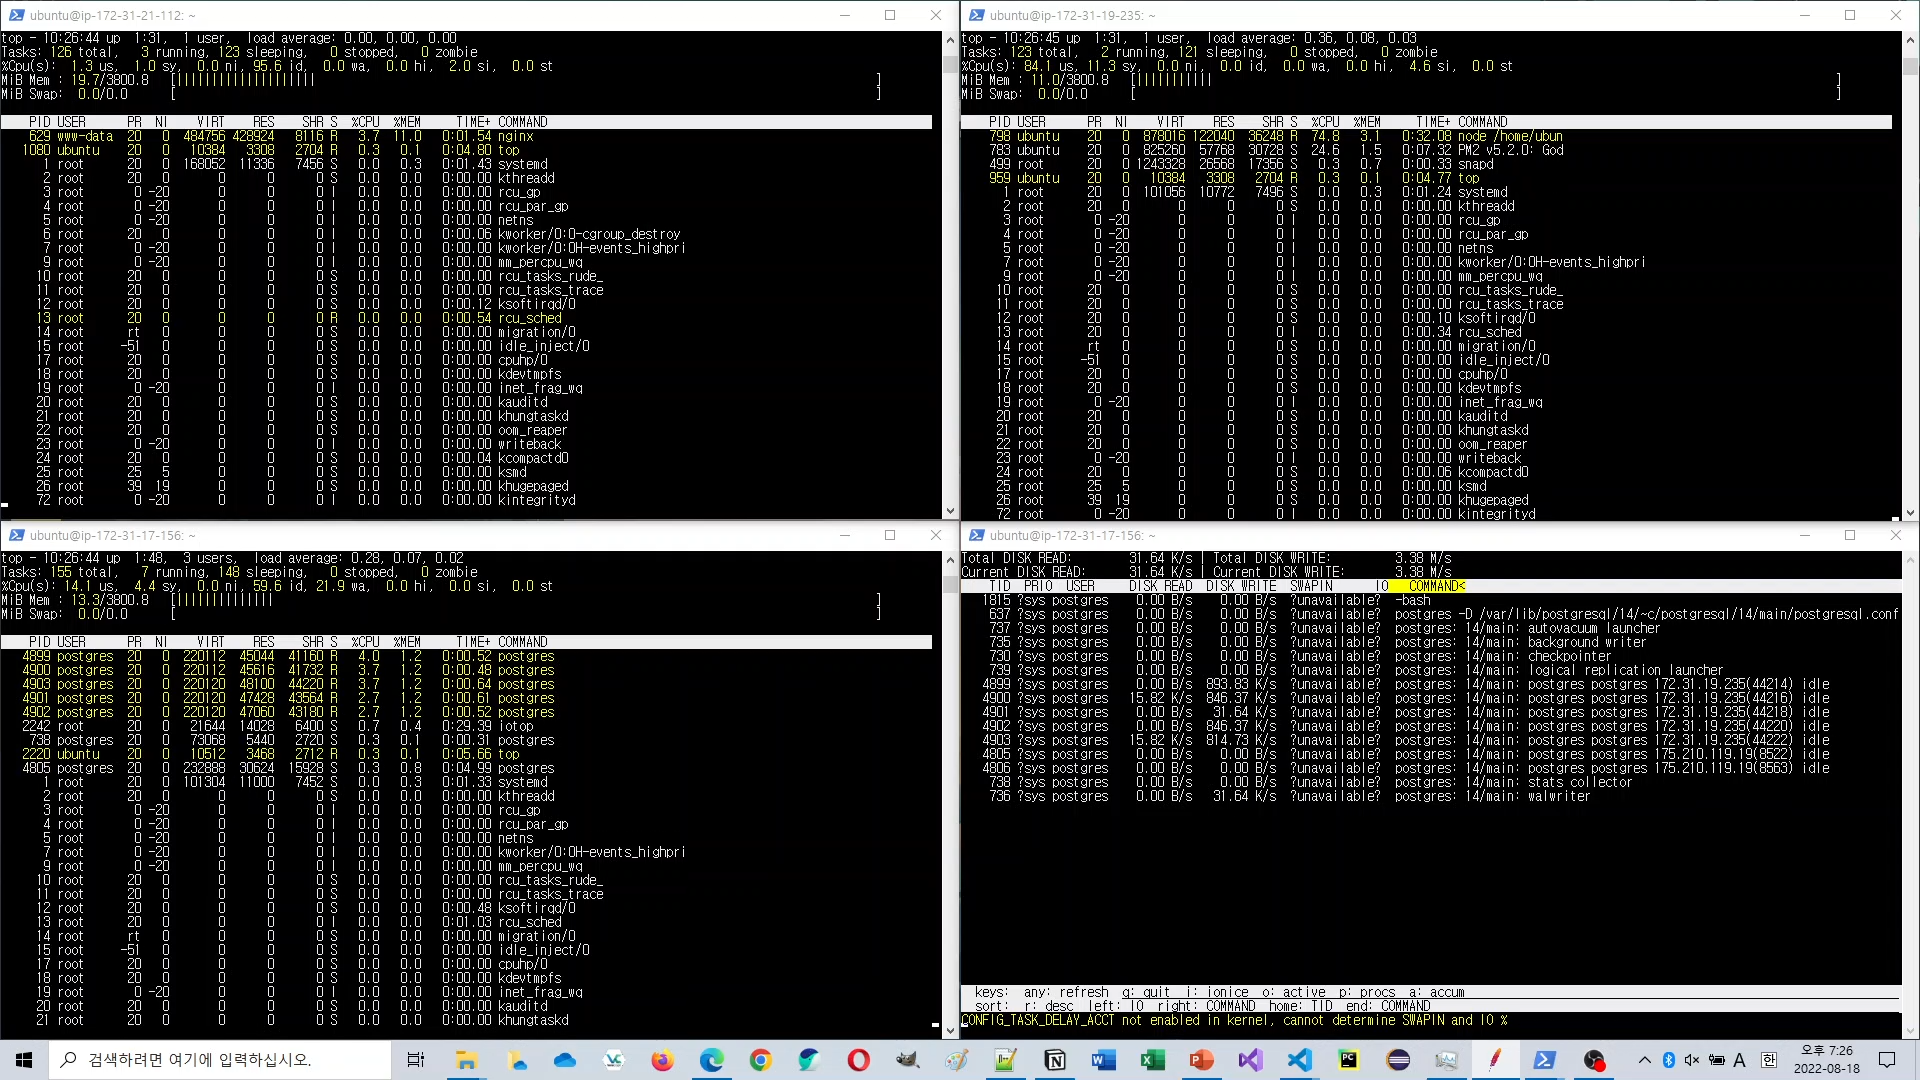 ubuntu@ip-172-31-21-112: ~
top - 10:26:44 up  1:31,  1 user,  load average: 0.00, 0.00, 0.00
Tasks: 126 total,   3 running, 123 sleeping,   0 stopped,   0 zombie
%Cpu(s):  1.3 us,  1.0 sy,  0.0 ni, 95.6 id,  0.0 wa,  0.0 hi,  2.0 si,  0.0 st
MiB Mem : 19.7/3800.8   [||||||||||||||||||||                    ]
MiB Swap:  0.0/0.0      [                    ]
PID USER PR NI VIRT RES SHR S %CPU %MEM TIME+ COMMAND
629 www-data 20 0 484756 428924 8116 R 3.7 11.0 0:01.54 nginx
1080 ubuntu 20 0 10384 3308 2704 R 0.3 0.1 0:04.80 top
1 root 20 0 168052 11336 7456 S 0.0 0.3 0:01.43 systemd
2 root 20 0 0 0 0 S 0.0 0.0 0:00.00 kthreadd
3 root 0 -20 0 0 0 I 0.0 0.0 0:00.00 rcu_gp
4 root 0 -20 0 0 0 I 0.0 0.0 0:00.00 rcu_par_gp
5 root 0 -20 0 0 0 I 0.0 0.0 0:00.00 netns
6 root 20 0 0 0 0 I 0.0 0.0 0:00.06 kworker/0:0-cgroup_destroy
7 root 0 -20 0 0 0 I 0.0 0.0 0:00.00 kworker/0:0H-events_highpri
9 root 0 -20 0 0 0 I 0.0 0.0 0:00.00 mm_percpu_wq
10 root 20 0 0 0 0 S 0.0 0.0 0:00.00 rcu_tasks_rude_
11 root 20 0 0 0 0 S 0.0 0.0 0:00.00 rcu_tasks_trace
12 root 20 0 0 0 0 S 0.0 0.0 0:00.12 ksoftirqd/0
13 root 20 0 0 0 0 R 0.0 0.0 0:00.54 rcu_sched
14 root rt 0 0 0 0 S 0.0 0.0 0:00.00 migration/0
15 root -51 0 0 0 0 S 0.0 0.0 0:00.00 idle_inject/0
17 root 20 0 0 0 0 S 0.0 0.0 0:00.00 cpuhp/0
18 root 20 0 0 0 0 S 0.0 0.0 0:00.00 kdevtmpfs
19 root 0 -20 0 0 0 I 0.0 0.0 0:00.00 inet_frag_wq
20 root 20 0 0 0 0 S 0.0 0.0 0:00.00 kauditd
21 root 20 0 0 0 0 S 0.0 0.0 0:00.00 khungtaskd
22 root 20 0 0 0 0 S 0.0 0.0 0:00.00 oom_reaper
23 root 0 -20 0 0 0 I 0.0 0.0 0:00.00 writeback
24 root 20 0 0 0 0 S 0.0 0.0 0:00.04 kcompactd0
25 root 25 5 0 0 0 S 0.0 0.0 0:00.00 ksmd
26 root 39 19 0 0 0 S 0.0 0.0 0:00.00 khugepaged
72 root 0 -20 0 0 0 I 0.0 0.0 0:00.00 kintegrityd
ubuntu@ip-172-31-19-235: ~
top - 10:26:45 up  1:31,  1 user,  load average: 0.36, 0.08, 0.03
Tasks: 123 total,   2 running, 121 sleeping,   0 stopped,   0 zombie
%Cpu(s): 84.1 us, 11.3 sy,  0.0 ni,  0.0 id,  0.0 wa,  0.0 hi,  4.6 si,  0.0 st
MiB Mem : 11.0/3800.8   [|||||||||||                    ]
MiB Swap:  0.0/0.0      [                    ]
PID USER PR NI VIRT RES SHR S %CPU %MEM TIME+ COMMAND
798 ubuntu 20 0 878016 122040 36248 R 74.8 3.1 0:32.08 node /home/ubun
783 ubuntu 20 0 825260 57768 30728 S 24.6 1.5 0:07.32 PM2 v5.2.0: God
499 root 20 0 1243328 26568 17356 S 0.3 0.7 0:00.33 snapd
959 ubuntu 20 0 10384 3308 2704 R 0.3 0.1 0:04.77 top
1 root 20 0 101056 10772 7496 S 0.0 0.3 0:01.24 systemd
2 root 20 0 0 0 0 S 0.0 0.0 0:00.00 kthreadd
3 root 0 -20 0 0 0 I 0.0 0.0 0:00.00 rcu_gp
4 root 0 -20 0 0 0 I 0.0 0.0 0:00.00 rcu_par_gp
5 root 0 -20 0 0 0 I 0.0 0.0 0:00.00 netns
7 root 0 -20 0 0 0 I 0.0 0.0 0:00.00 kworker/0:0H-events_highpri
9 root 0 -20 0 0 0 I 0.0 0.0 0:00.00 mm_percpu_wq
10 root 20 0 0 0 0 S 0.0 0.0 0:00.00 rcu_tasks_rude_
11 root 20 0 0 0 0 S 0.0 0.0 0:00.00 rcu_tasks_trace
12 root 20 0 0 0 0 S 0.0 0.0 0:00.10 ksoftirqd/0
13 root 20 0 0 0 0 I 0.0 0.0 0:00.34 rcu_sched
14 root rt 0 0 0 0 S 0.0 0.0 0:00.00 migration/0
15 root -51 0 0 0 0 S 0.0 0.0 0:00.00 idle_inject/0
17 root 20 0 0 0 0 S 0.0 0.0 0:00.00 cpuhp/0
18 root 20 0 0 0 0 S 0.0 0.0 0:00.00 kdevtmpfs
19 root 0 -20 0 0 0 I 0.0 0.0 0:00.00 inet_frag_wq
20 root 20 0 0 0 0 S 0.0 0.0 0:00.00 kauditd
21 root 20 0 0 0 0 S 0.0 0.0 0:00.00 khungtaskd
22 root 20 0 0 0 0 S 0.0 0.0 0:00.00 oom_reaper
23 root 0 -20 0 0 0 I 0.0 0.0 0:00.00 writeback
24 root 20 0 0 0 0 S 0.0 0.0 0:00.06 kcompactd0
25 root 25 5 0 0 0 S 0.0 0.0 0:00.00 ksmd
26 root 39 19 0 0 0 S 0.0 0.0 0:00.00 khugepaged
72 root 0 -20 0 0 0 I 0.0 0.0 0:00.00 kintegrityd
ubuntu@ip-172-31-17-156: ~
top - 10:26:44 up  1:48,  3 users,  load average: 0.28, 0.07, 0.02
Tasks: 155 total,   7 running, 148 sleeping,   0 stopped,   0 zombie
%Cpu(s): 14.1 us,  4.4 sy,  0.0 ni, 59.6 id, 21.9 wa,  0.0 hi,  0.0 si,  0.0 st
MiB Mem : 13.3/3800.8   [||||||||||||||                    ]
MiB Swap:  0.0/0.0      [                    ]
PID USER PR NI VIRT RES SHR S %CPU %MEM TIME+ COMMAND
4899 postgres 20 0 220112 45044 41160 R 4.0 1.2 0:00.52 postgres
4900 postgres 20 0 220112 45616 41732 R 3.7 1.2 0:00.48 postgres
4903 postgres 20 0 220120 48100 44220 R 3.7 1.2 0:00.64 postgres
4901 postgres 20 0 220120 47428 43564 R 2.7 1.2 0:00.61 postgres
4902 postgres 20 0 220120 47060 43180 R 2.7 1.2 0:00.52 postgres
2242 root 20 0 21644 14028 6400 S 0.7 0.4 0:29.39 iotop
738 postgres 20 0 73068 5440 2720 S 0.3 0.1 0:00.31 postgres
2220 ubuntu 20 0 10512 3468 2712 R 0.3 0.1 0:05.66 top
4805 postgres 20 0 232888 30624 15928 S 0.3 0.8 0:04.99 postgres
1 root 20 0 101304 11000 7452 S 0.0 0.3 0:01.33 systemd
2 root 20 0 0 0 0 S 0.0 0.0 0:00.00 kthreadd
3 root 0 -20 0 0 0 I 0.0 0.0 0:00.00 rcu_gp
4 root 0 -20 0 0 0 I 0.0 0.0 0:00.00 rcu_par_gp
5 root 0 -20 0 0 0 I 0.0 0.0 0:00.00 netns
7 root 0 -20 0 0 0 I 0.0 0.0 0:00.00 kworker/0:0H-events_highpri
9 root 0 -20 0 0 0 I 0.0 0.0 0:00.00 mm_percpu_wq
10 root 20 0 0 0 0 S 0.0 0.0 0:00.00 rcu_tasks_rude_
11 root 20 0 0 0 0 S 0.0 0.0 0:00.00 rcu_tasks_trace
12 root 20 0 0 0 0 S 0.0 0.0 0:00.48 ksoftirqd/0
13 root 20 0 0 0 0 I 0.0 0.0 0:01.03 rcu_sched
14 root rt 0 0 0 0 S 0.0 0.0 0:00.00 migration/0
15 root -51 0 0 0 0 S 0.0 0.0 0:00.00 idle_inject/0
17 root 20 0 0 0 0 S 0.0 0.0 0:00.00 cpuhp/0
18 root 20 0 0 0 0 S 0.0 0.0 0:00.00 kdevtmpfs
19 root 0 -20 0 0 0 I 0.0 0.0 0:00.00 inet_frag_wq
20 root 20 0 0 0 0 S 0.0 0.0 0:00.00 kauditd
21 root 20 0 0 0 0 S 0.0 0.0 0:00.00 khungtaskd
ubuntu@ip-172-31-17-156: ~
Total DISK READ:        31.64 K/s | Total DISK WRITE:         3.38 M/s
Current DISK READ:      31.64 K/s | Current DISK WRITE:       3.38 M/s
TID  PRIO  USER     DISK READ  DISK WRITE  SWAPIN      IO   COMMAND<
1815 ?sys postgres 0.00 B/s 0.00 B/s ?unavailable? -bash
637 ?sys postgres 0.00 B/s 0.00 B/s ?unavailable? postgres -D /var/lib/postgresql/14/~c/postgresql/14/main/postgresql.conf
737 ?sys postgres 0.00 B/s 0.00 B/s ?unavailable? postgres: 14/main: autovacuum launcher
735 ?sys postgres 0.00 B/s 0.00 B/s ?unavailable? postgres: 14/main: background writer
730 ?sys postgres 0.00 B/s 0.00 B/s ?unavailable? postgres: 14/main: checkpointer
739 ?sys postgres 0.00 B/s 0.00 B/s ?unavailable? postgres: 14/main: logical replication launcher
4899 ?sys postgres 0.00 B/s 893.83 K/s ?unavailable? postgres: 14/main: postgres postgres 172.31.19.235(44214) idle
4900 ?sys postgres 15.82 K/s 846.37 K/s ?unavailable? postgres: 14/main: postgres postgres 172.31.19.235(44216) idle
4901 ?sys postgres 0.00 B/s 31.64 K/s ?unavailable? postgres: 14/main: postgres postgres 172.31.19.235(44218) idle
4902 ?sys postgres 0.00 B/s 846.37 K/s ?unavailable? postgres: 14/main: postgres postgres 172.31.19.235(44220) idle
4903 ?sys postgres 15.82 K/s 814.73 K/s ?unavailable? postgres: 14/main: postgres postgres 172.31.19.235(44222) idle
4805 ?sys postgres 0.00 B/s 0.00 B/s ?unavailable? postgres: 14/main: postgres postgres 175.210.119.19(8522) idle
4806 ?sys postgres 0.00 B/s 0.00 B/s ?unavailable? postgres: 14/main: postgres postgres 175.210.119.19(8563) idle
738 ?sys postgres 0.00 B/s 0.00 B/s ?unavailable? postgres: 14/main: stats collector
736 ?sys postgres 0.00 B/s 31.64 K/s ?unavailable? postgres: 14/main: walwriter
keys:  any: refresh  q: quit  i: ionice  o: active  p: procs  a: accum
sort:  r: desc  left: IO  right: COMMAND  home: TID  end: COMMAND
CONFIG_TASK_DELAY_ACCT not enabled in kernel, cannot determine SWAPIN and IO %
검색하려면 여기에 입력하십시오.
A 한
오후 7:26
2022-08-18